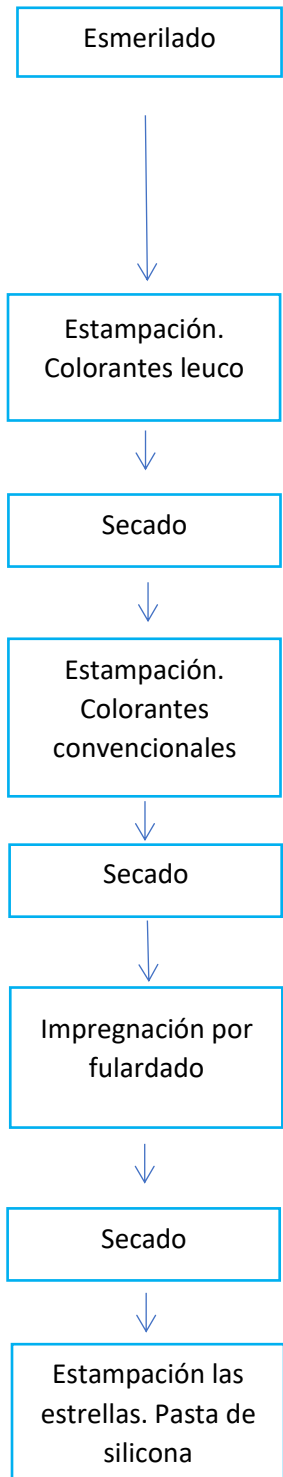 Esmerilado
Estampación.
Colorantes leuco
Secado
Estampación.
Colorantes
convencionales
Secado
Impregnación por
fulardado
Secado
Estampación las
estrellas. Pasta de
silicona